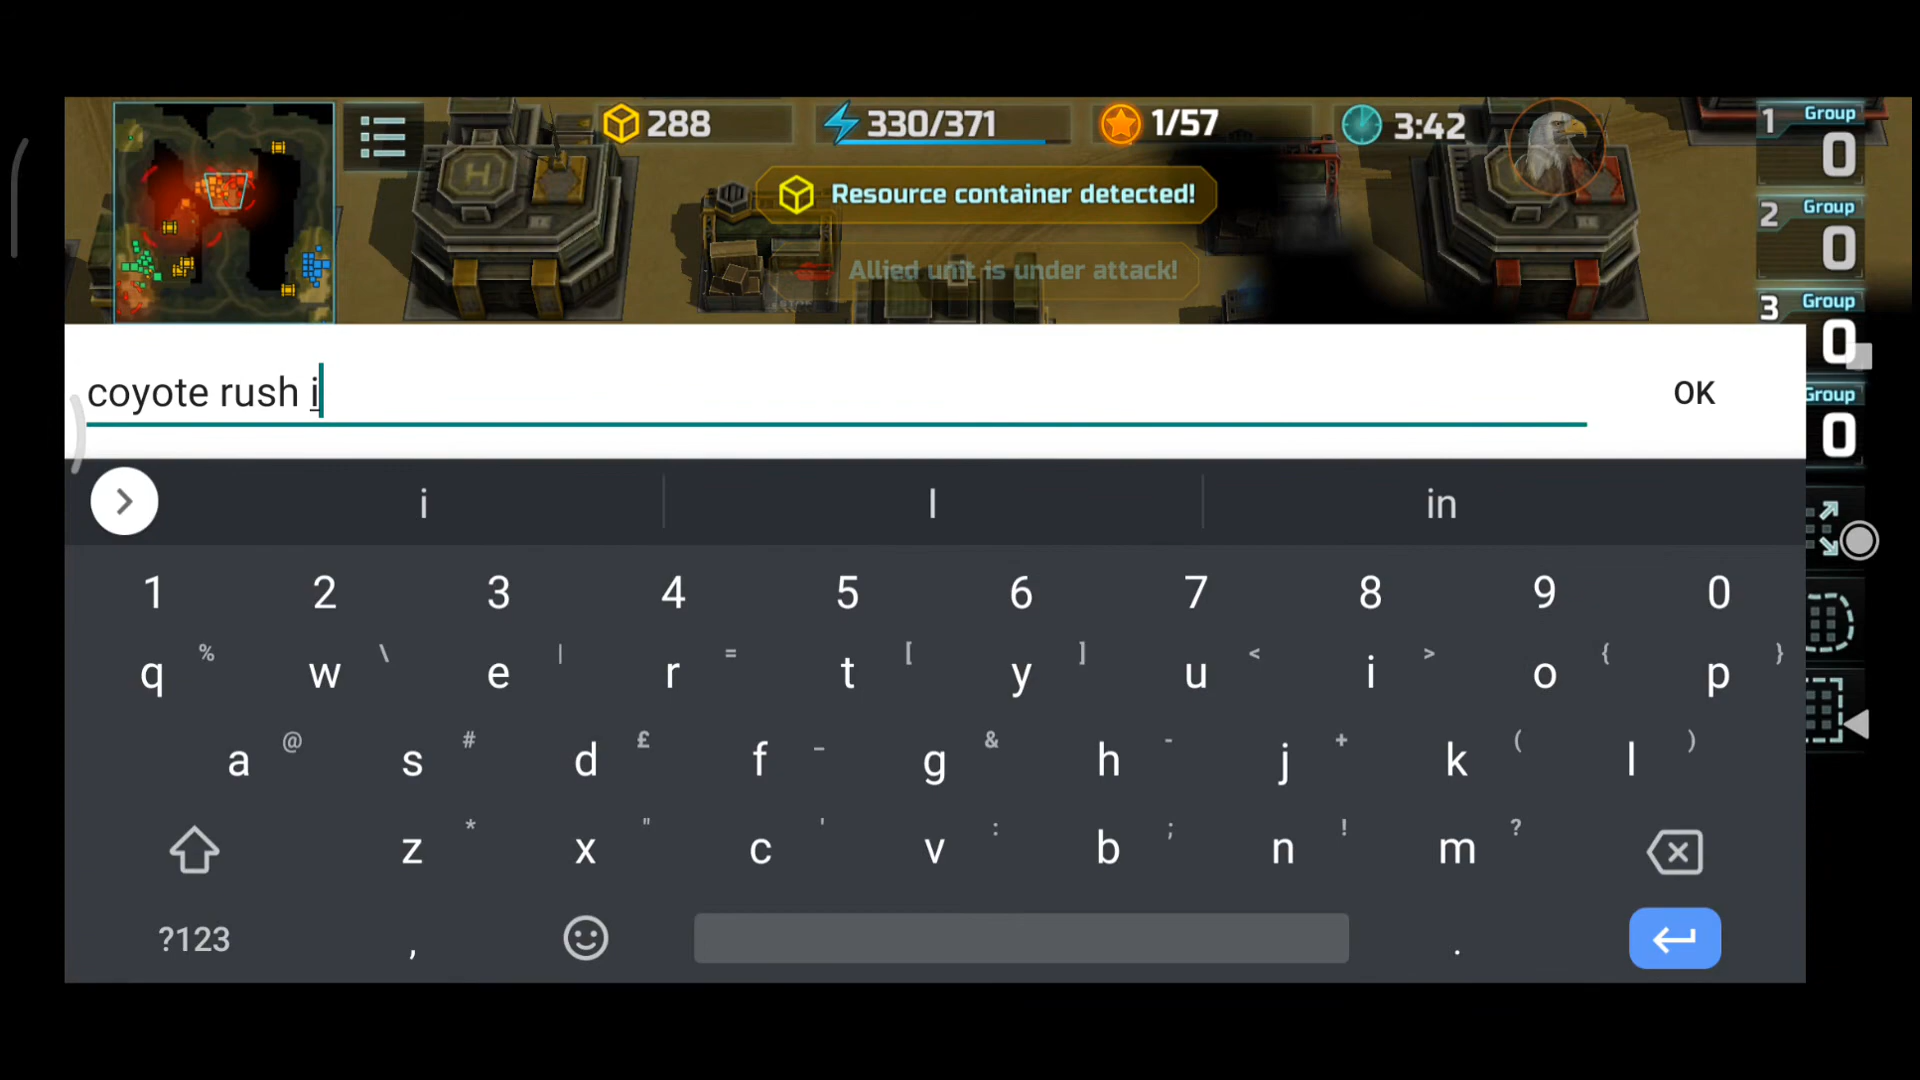 288
330/371
1/57
3:42
1 Group
0
Resource container detected!
2 Group
0
Allied unit is under attack!
3 Group
0
Group
0
coyote rush i
OK
i
I
in
1 2 3 4 5 6 7 8 9 0
q % w \ e | r = t [ y ] u < i > o { p }
a @ s # d £ f _ g & h - j + k ( l )
z * x " c ' v : b ; n ! m ?
?123 , .